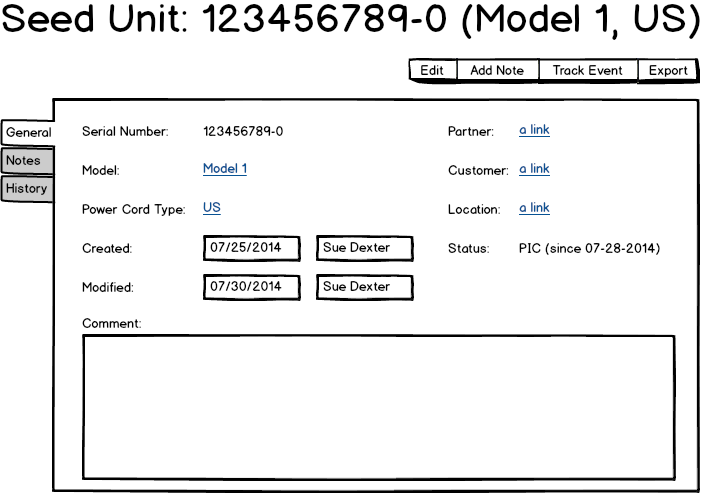 Seed Unit: 123456789-0 (Model 1, US)
Edit Add Note Track Event Export
General
Notes
History
Serial Number: 123456789-0 Partner: a link
Model: Model 1 Customer: a link
Power Cord Type: US Location: a link
Created: 07/25/2014 Sue Dexter Status: PIC (since 07-28-2014)
Modified: 07/30/2014 Sue Dexter
Comment: